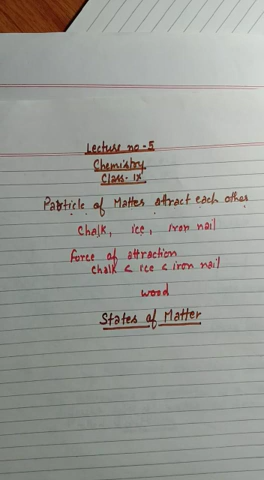 Lecture no-5
Chemistry
Class-IX
Particle of Matter attract each other
Chalk, ice, iron nail
Force of attraction
Chalk < ice < iron nail
wood
States of Matter